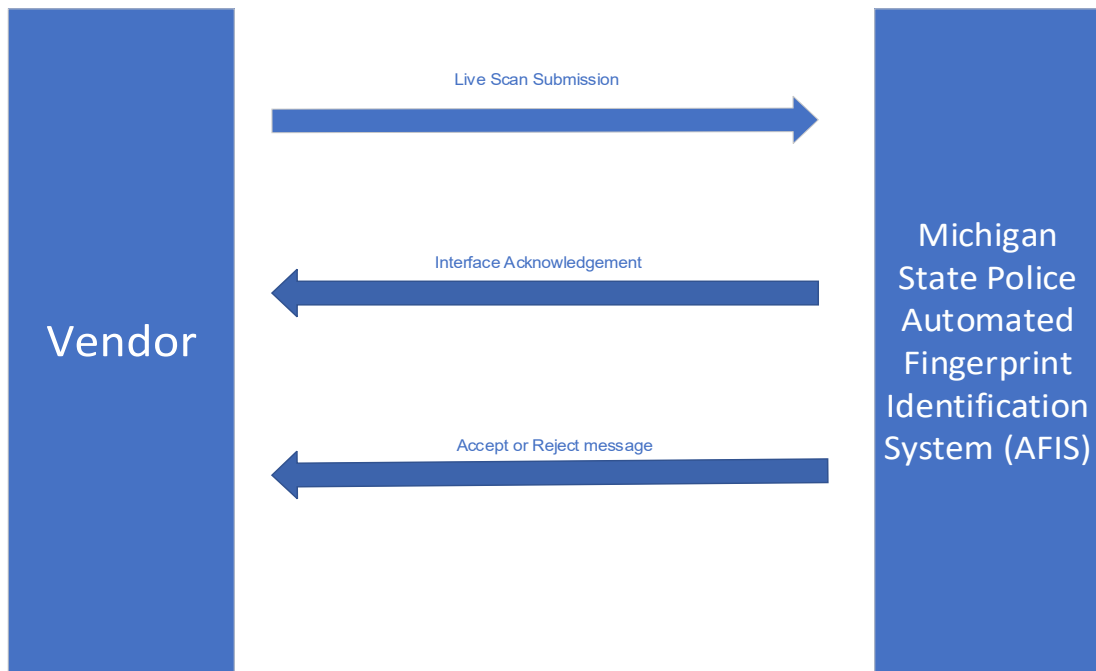 Live Scan Submission
Interface Acknowledgement
Vendor
Accept or Reject message
Michigan
State Police
Automated
Fingerprint
Identification
System (AFIS)